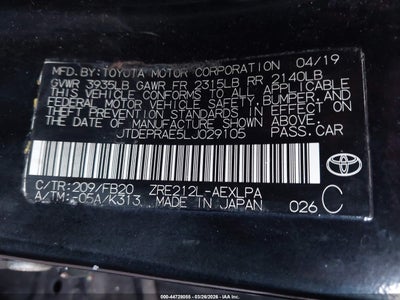 MFD.BY:TOYOTA MOTOR CORPORATION 04/19
GVWR 3935LB GAWR FR 2315LB RR 2140LB
THIS VEHICLE CONFORMS TO ALL APPLICABLE
FEDERAL MOTOR VEHICLE SAFETY,BUMPER,AND
THEFT PREVENTION STANDARDS IN EFFECT ON
THE DATE OF MANUFACTURE SHOWN ABOVE.
JTDEPRAE5LJ029105 PASS.CAR
TOYOTA
C/TR:209/FB20 ZRE212L-AEXLPA
A/TM:-05A/K313 MADE IN JAPAN 026 C
000-44728055 - 03/26/2026 - IAA Inc.